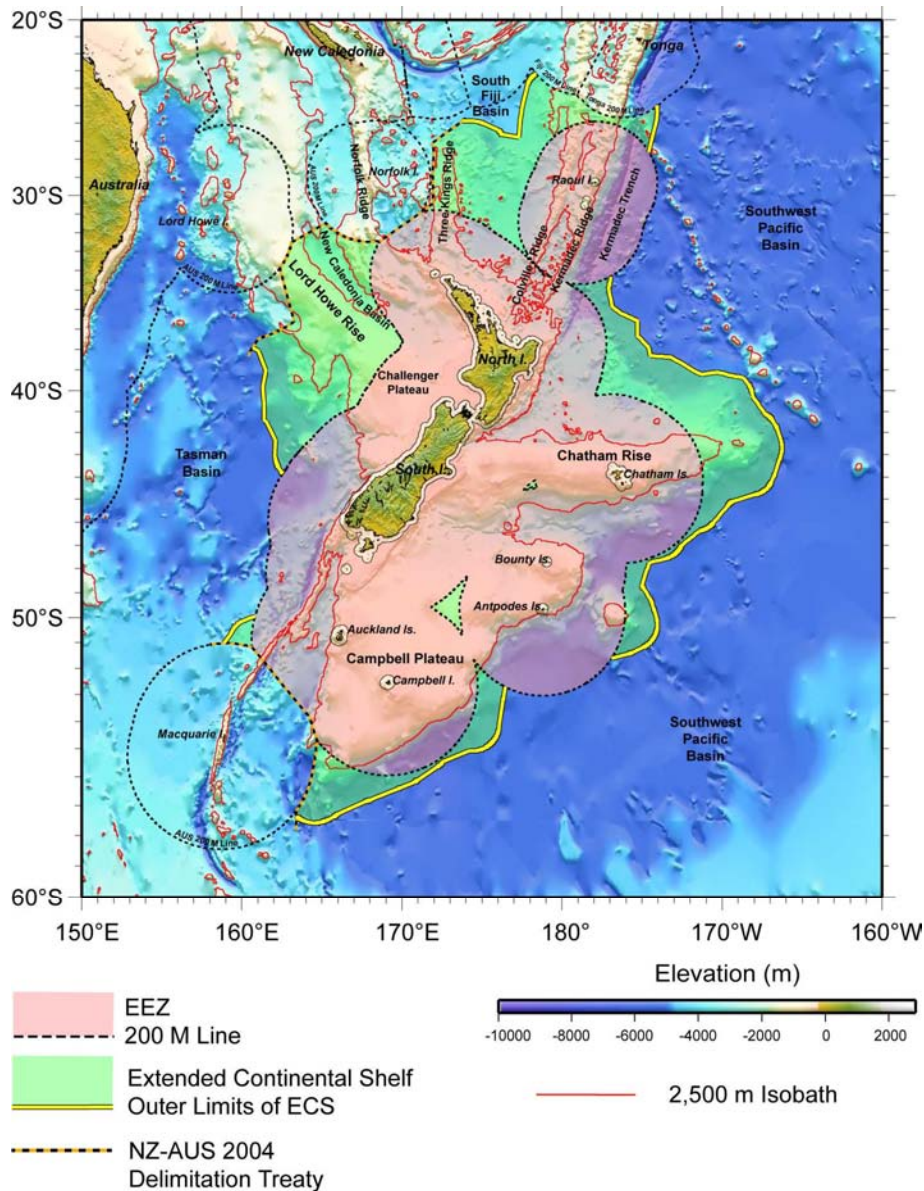 20°S
30°S
40°S
50°S
60°S
150°E
160°E
170°E
180°
170°W
160°W
New Caledonia
Tonga
South
Fiji
Basin
Australia
Lord Howe I.
Norfolk Ridge
Norfolk I.
Three Kings Ridge
Raoul I.
Colville Ridge
Kermadec Ridge
Kermadec Trench
Southwest
Pacific
Basin
AUS 200 M Line
AUS 200 M Line
New Caledonia Basin
Lord Howe Rise
North I.
Challenger
Plateau
Tasman
Basin
South I.
Chatham Rise
Chatham Is.
Bounty Is.
Antpodes Is.
Auckland Is.
Campbell Plateau
Campbell I.
Macquarie I.
AUS 200 M Line
Southwest
Pacific
Basin
EEZ
200 M Line
Extended Continental Shelf
Outer Limits of ECS
NZ-AUS 2004
Delimitation Treaty
Elevation (m)
-10000 -8000 -6000 -4000 -2000 0 2000
2,500 m Isobath